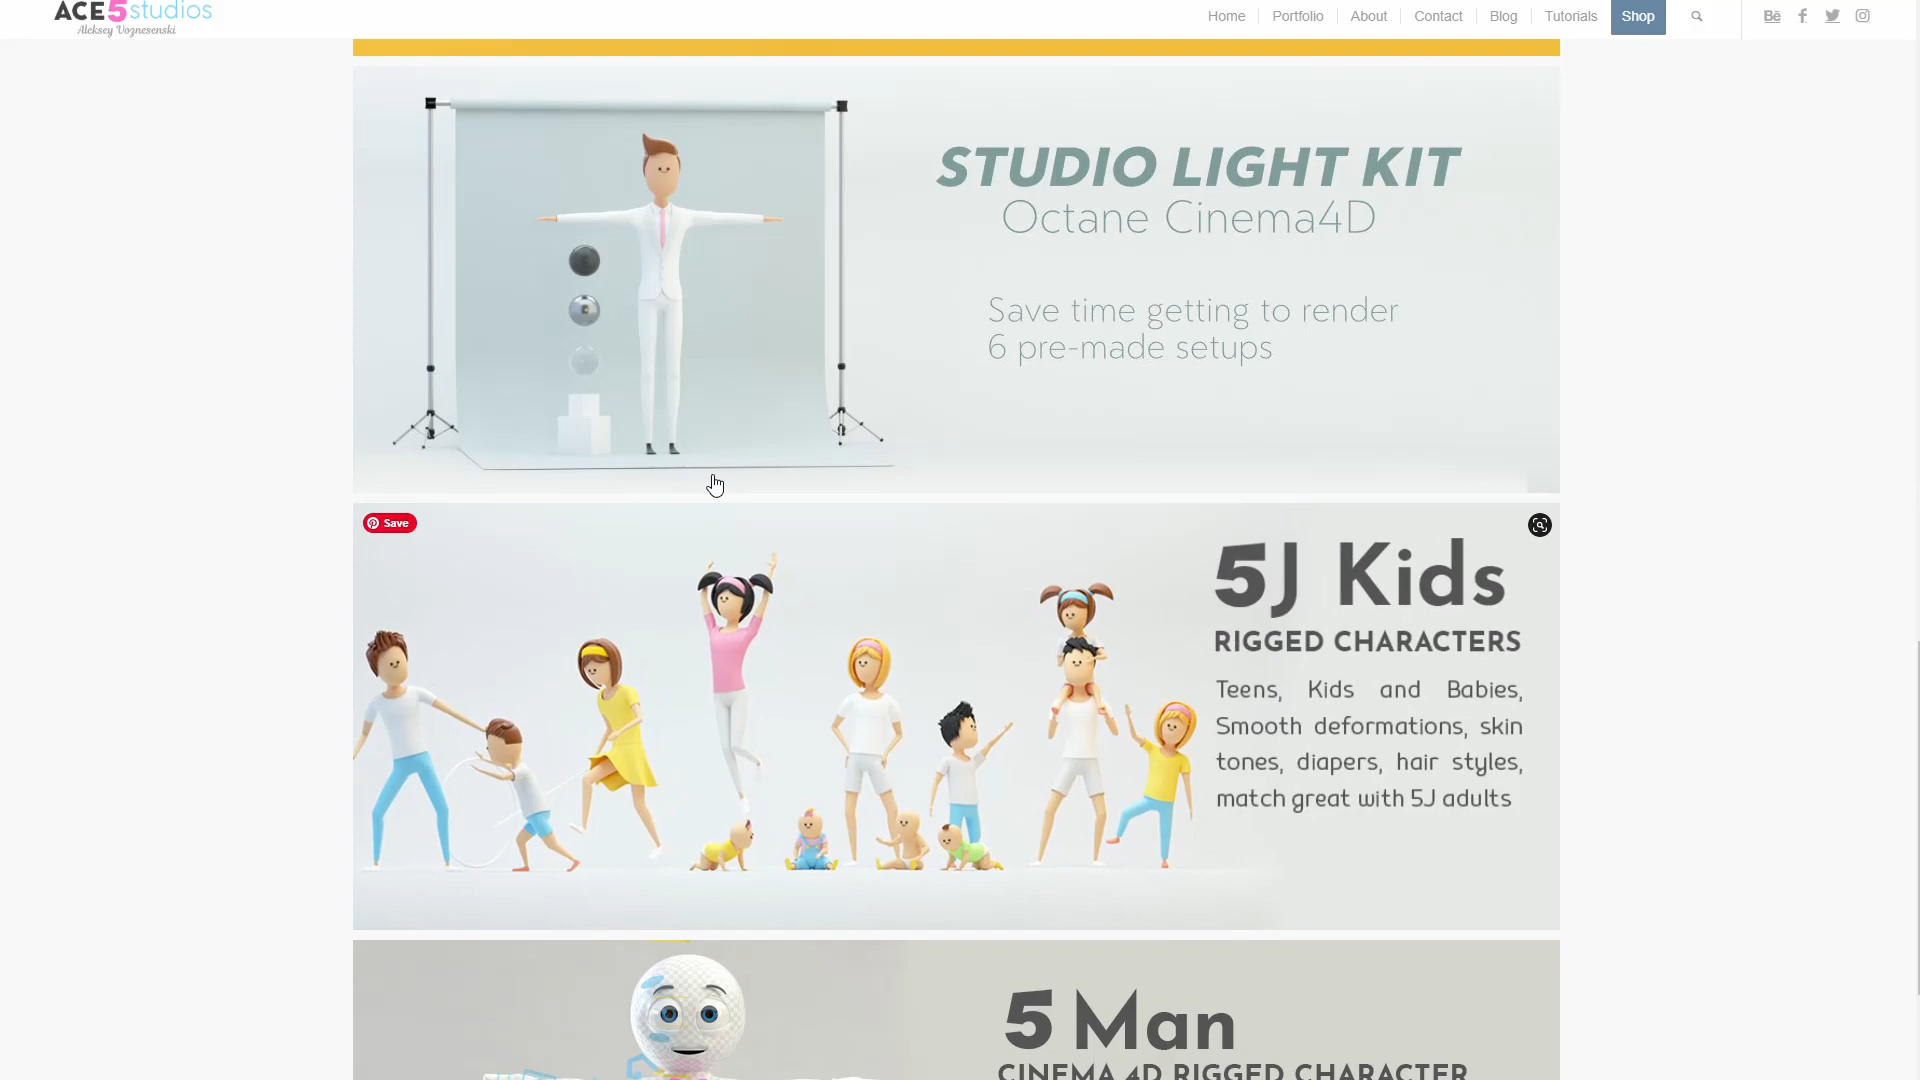 ACE5studios
Aleksey Voznesenski
Home
Portfolio
About
Contact
Blog
Tutorials
Shop
Bē
STUDIO LIGHT KIT
Octane Cinema4D
Save time getting to render
6 pre-made setups
Save
5J Kids
RIGGED CHARACTERS
Teens, Kids and Babies,
Smooth deformations, skin
tones, diapers, hair styles,
match great with 5J adults
5 Man
CINEMA 4D RIGGED CHARACTER